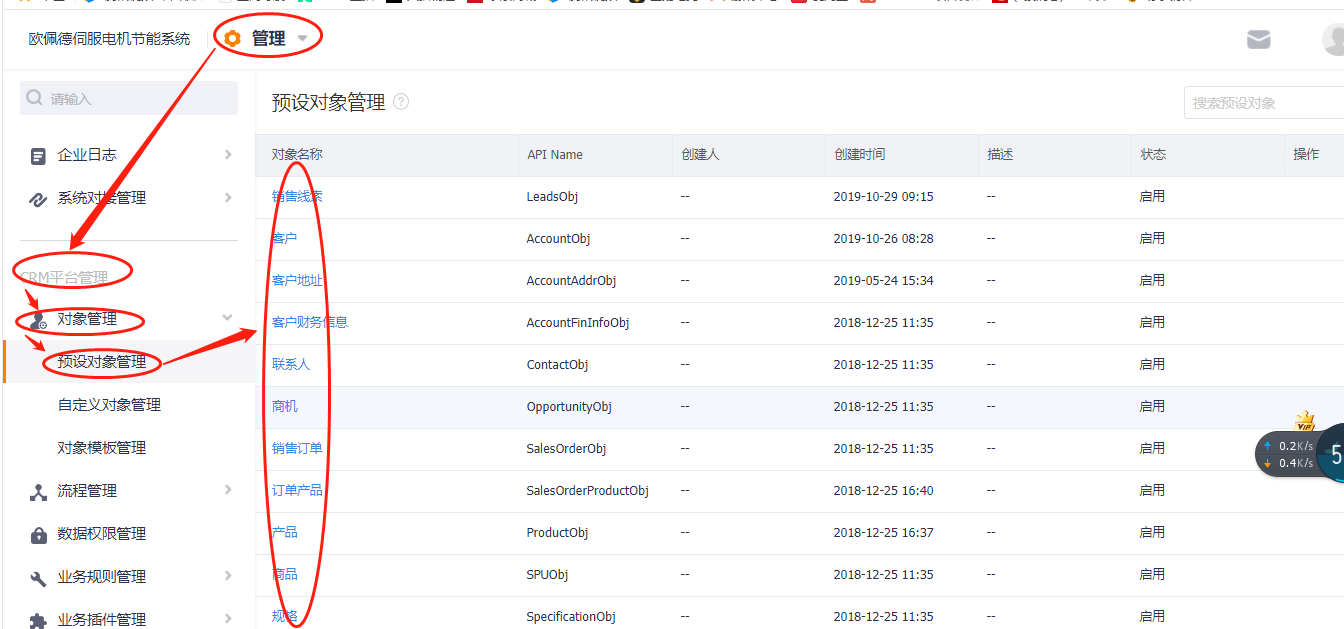 欧佩德伺服电机节能系统
管理
请输入
企业日志
系统对接管理
CRM平台管理
对象管理
预设对象管理
自定义对象管理
对象模板管理
流程管理
数据权限管理
业务规则管理
业务插件管理
预设对象管理 ?
搜索预设对象
对象名称 API Name 创建人 创建时间 描述 状态 操作
销售线索 LeadsObj -- 2019-10-29 09:15 -- 启用
客户 AccountObj -- 2019-10-26 08:28 -- 启用
客户地址 AccountAddrObj -- 2019-05-24 15:34 -- 启用
客户财务信息 AccountFinInfoObj -- 2018-12-25 11:35 -- 启用
联系人 ContactObj -- 2018-12-25 11:35 -- 启用
商机 OpportunityObj -- 2018-12-25 11:35 -- 启用
销售订单 SalesOrderObj -- 2018-12-25 11:35 -- 启用
订单产品 SalesOrderProductObj -- 2018-12-25 16:40 -- 启用
产品 ProductObj -- 2018-12-25 16:37 -- 启用
商品 SPUObj -- 2018-12-25 11:35 -- 启用
规格 SpecificationObj -- 2018-12-25 11:35 -- 启用
VIP
0.2K/s
0.4K/s
5